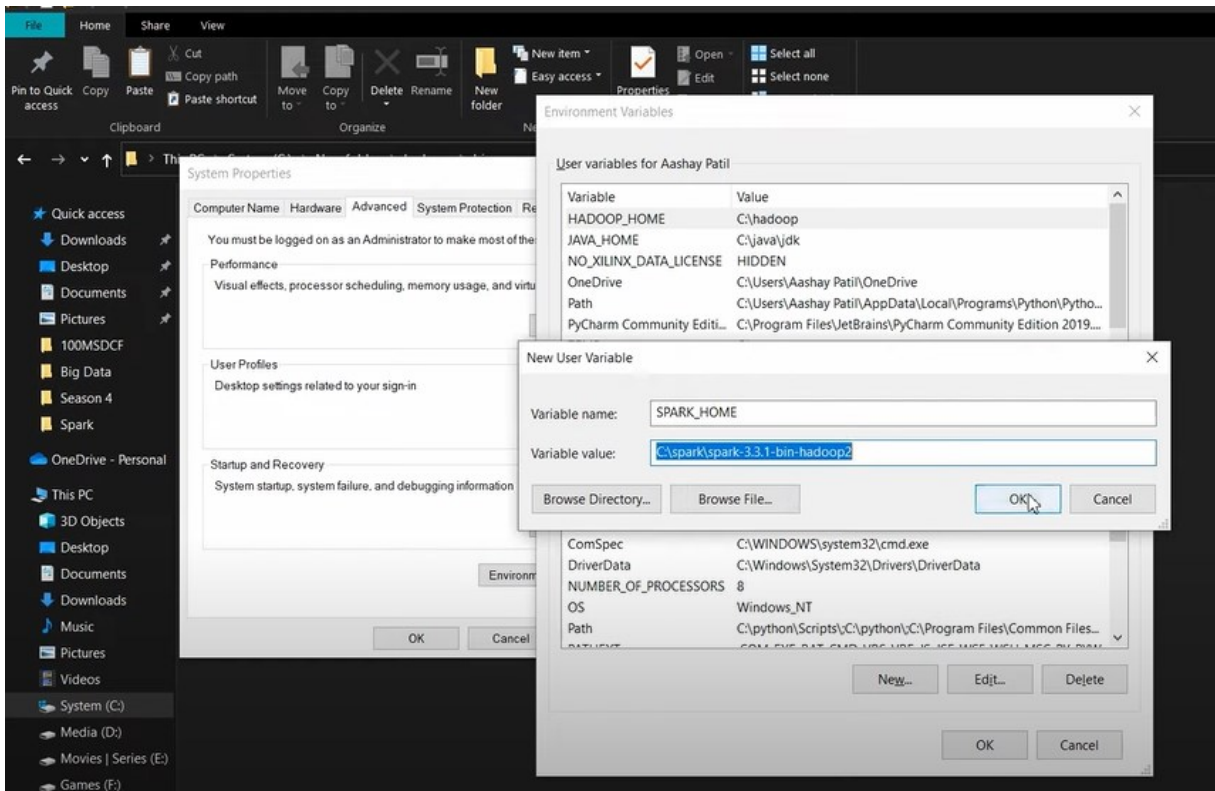 File Home Share View
Pin to Quick access
Copy
Paste
Cut
Copy path
Paste shortcut
Clipboard
Move to
Copy to
Delete
Rename
Organize
New folder
New item
Easy access
Properties
Open
Edit
Select all
Select none
Quick access
Downloads
Desktop
Documents
Pictures
100MSDCF
Big Data
Season 4
Spark
OneDrive - Personal
This PC
3D Objects
Desktop
Documents
Downloads
Music
Pictures
Videos
System (C:)
Media (D:)
Movies | Series (E:)
Games (F:)
System Properties
Computer Name Hardware Advanced System Protection Re
You must be logged on as an Administrator to make most of the
Performance
Visual effects, processor scheduling, memory usage, and virtu
User Profiles
Desktop settings related to your sign-in
Startup and Recovery
System startup, system failure, and debugging information
Environm
OK Cancel
Environment Variables
User variables for Aashay Patil
Variable Value
HADOOP_HOME C:\hadoop
JAVA_HOME C:\java\jdk
NO_XILINX_DATA_LICENSE HIDDEN
OneDrive C:\Users\Aashay Patil\OneDrive
Path C:\Users\Aashay Patil\AppData\Local\Programs\Python\Pytho...
PyCharm Community Editi... C:\Program Files\JetBrains\PyCharm Community Edition 2019....
New User Variable
Variable name: SPARK_HOME
Variable value: C:\spark\spark-3.3.1-bin-hadoop2
Browse Directory... Browse File... OK Cancel
ComSpec C:\WINDOWS\system32\cmd.exe
DriverData C:\Windows\System32\Drivers\DriverData
NUMBER_OF_PROCESSORS 8
OS Windows_NT
Path C:\python\Scripts\;C:\python\;C:\Program Files\Common Files...
New... Edit... Delete
OK Cancel